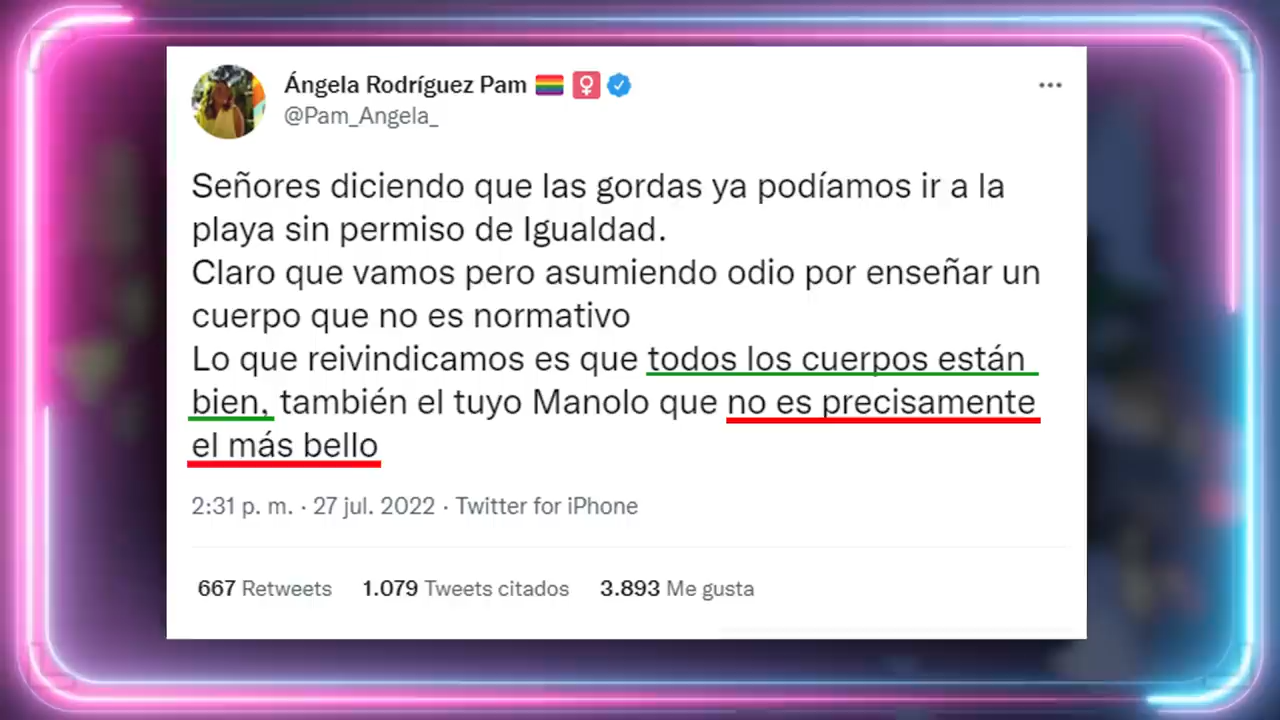 Ángela Rodríguez Pam
@Pam_Angela_
Señores diciendo que las gordas ya podíamos ir a la
playa sin permiso de Igualdad.
Claro que vamos pero asumiendo odio por enseñar un
cuerpo que no es normativo
Lo que reivindicamos es que todos los cuerpos están
bien, también el tuyo Manolo que no es precisamente
el más bello
2:31 p. m. · 27 jul. 2022 · Twitter for iPhone
667 Retweets 1.079 Tweets citados 3.893 Me gusta